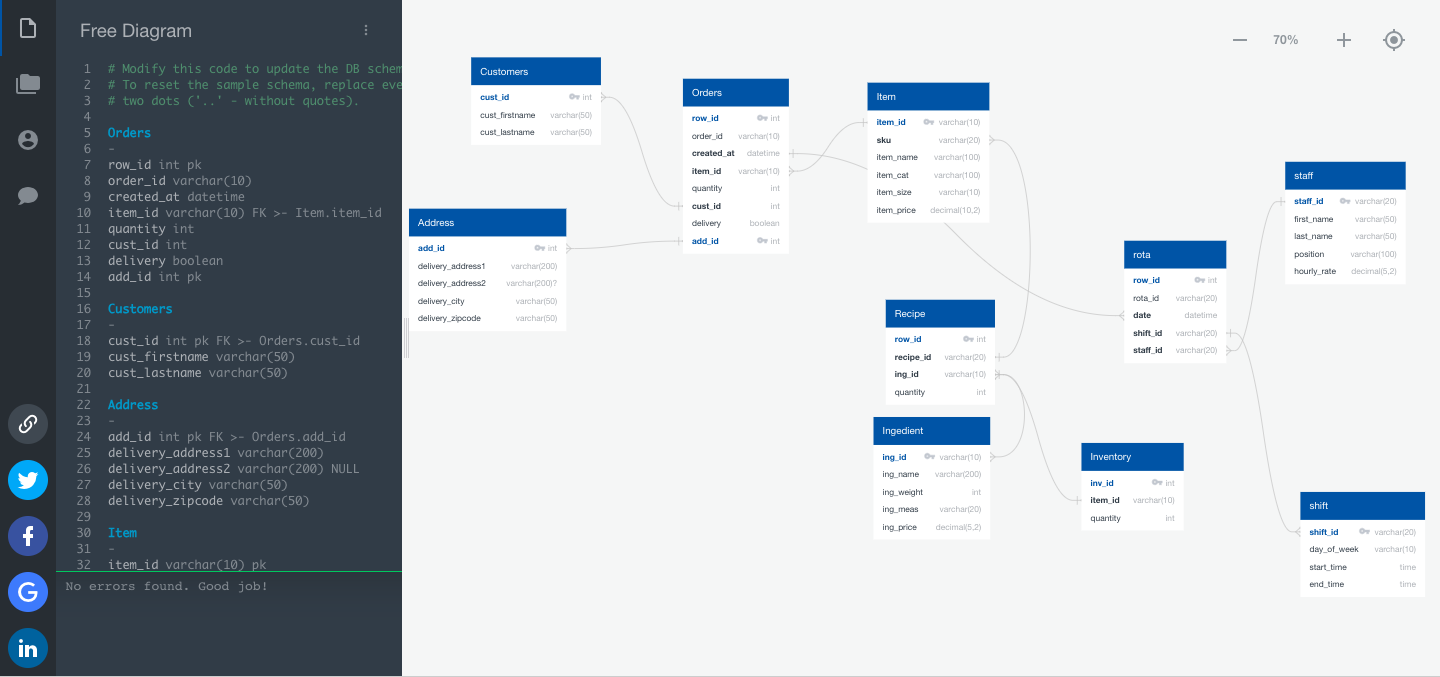 Free Diagram
1 # Modify this code to update the DB schem
2 # To reset the sample schema, replace eve
3 # two dots ('..' - without quotes).
4
5 Orders
6 -
7 row_id int pk
8 order_id varchar(10)
9 created_at datetime
10 item_id varchar(10) FK >- Item.item_id
11 quantity int
12 cust_id int
13 delivery boolean
14 add_id int pk
15
16 Customers
17 -
18 cust_id int pk FK >- Orders.cust_id
19 cust_firstname varchar(50)
20 cust_lastname varchar(50)
21
22 Address
23 -
24 add_id int pk FK >- Orders.add_id
25 delivery_address1 varchar(200)
26 delivery_address2 varchar(200) NULL
27 delivery_city varchar(50)
28 delivery_zipcode varchar(50)
29
30 Item
31 -
32 item_id varchar(10) pk
No errors found. Good job!
f
G
in
70%
Customers
cust_id int
cust_firstname varchar(50)
cust_lastname varchar(50)
Address
add_id int
delivery_address1 varchar(200)
delivery_address2 varchar(200)?
delivery_city varchar(50)
delivery_zipcode varchar(50)
Orders
row_id int
order_id varchar(10)
created_at datetime
item_id varchar(10)
quantity int
cust_id int
delivery boolean
add_id int
Item
item_id varchar(10)
sku varchar(20)
item_name varchar(100)
item_cat varchar(100)
item_size varchar(10)
item_price decimal(10,2)
Recipe
row_id int
recipe_id varchar(20)
ing_id varchar(10)
quantity int
Ingedient
ing_id varchar(10)
ing_name varchar(200)
ing_weight int
ing_meas varchar(20)
ing_price decimal(5,2)
Inventory
inv_id int
item_id varchar(10)
quantity int
rota
row_id int
rota_id varchar(20)
date datetime
shift_id varchar(20)
staff_id varchar(20)
staff
staff_id varchar(20)
first_name varchar(50)
last_name varchar(50)
position varchar(100)
hourly_rate decimal(5,2)
shift
shift_id varchar(20)
day_of_week varchar(10)
start_time time
end_time time